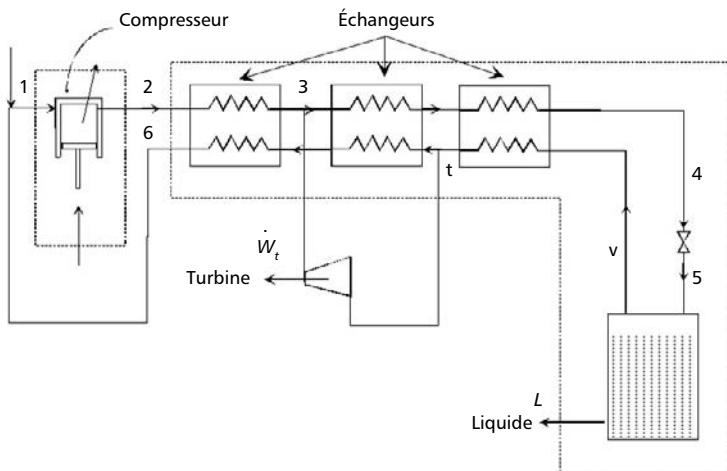 Compresseur
Échangeurs
1
2
3
6
t
4
Ẇt
Turbine
v
5
L
Liquide